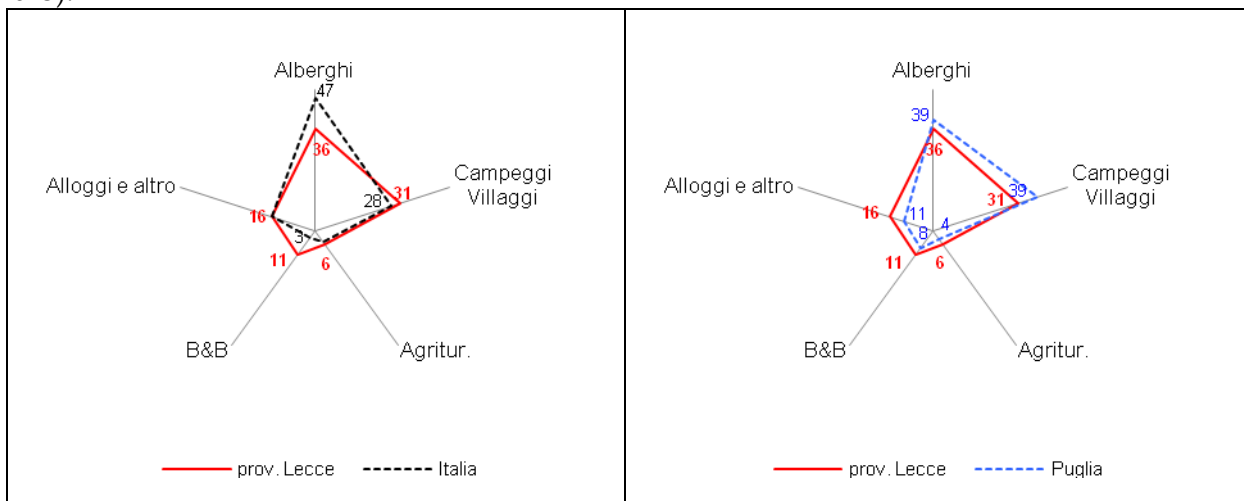 Alberghi
47
36
Alloggi e altro
Campeggi
Villaggi
31
28
16
3
11
6
B&B
Agritur.
prov. Lecce
Italia
Alberghi
39
36
Alloggi e altro
Campeggi
Villaggi
39
31
16
11
4
8
11
6
B&B
Agritur.
prov. Lecce
Puglia